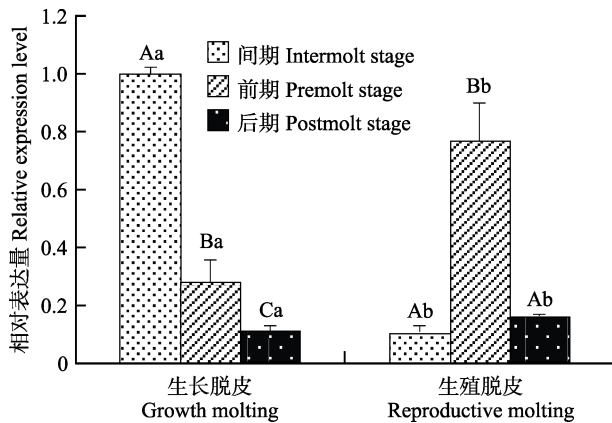 相对表达量 Relative expression level
1.2
1.0
0.8
0.6
0.4
0.2
0
间期 Intermolt stage
前期 Premolt stage
后期 Postmolt stage
Aa
Ba
Ca
Ab
Bb
Ab
生长脱皮
Growth molting
生殖脱皮
Reproductive molting